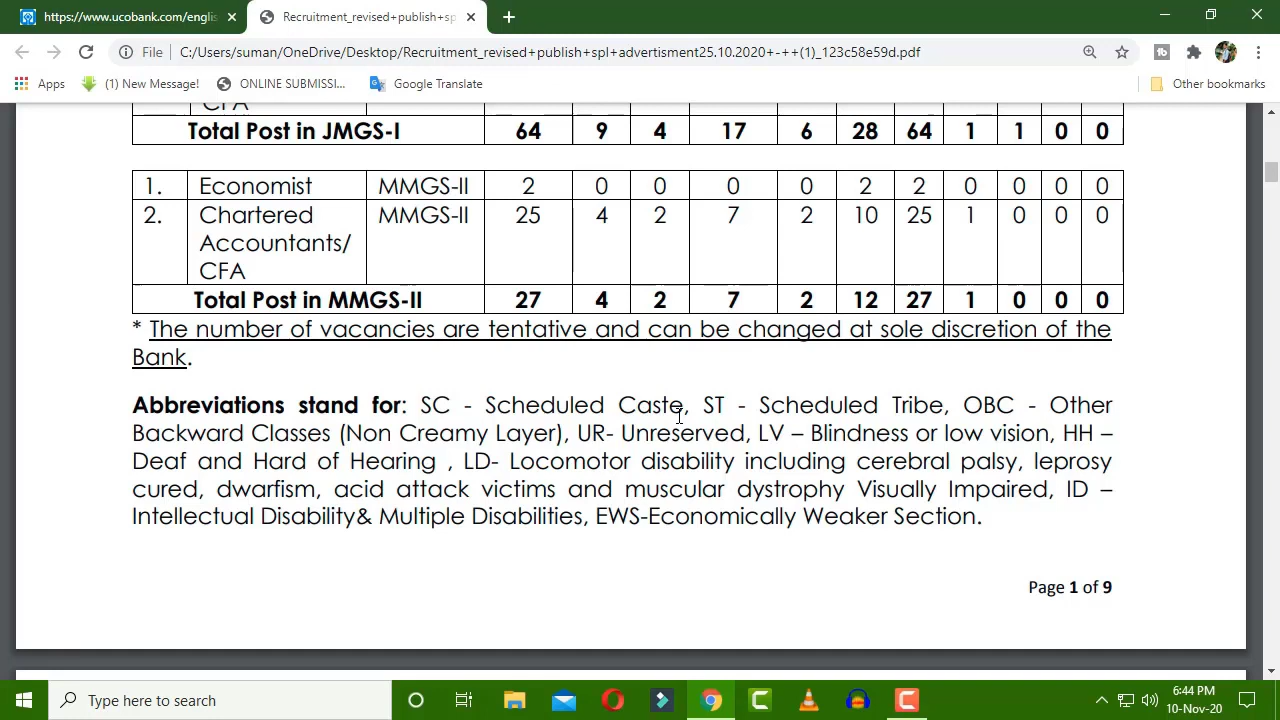 https://www.ucobank.com/englis
Recruitment_revised+publish+sp
File C:/Users/suman/OneDrive/Desktop/Recruitment_revised+publish+spl+advertisment25.10.2020+-++(1)_123c58e59d.pdf
Apps (1) New Message! ONLINE SUBMISSI... Google Translate Other bookmarks
CFA
Total Post in JMGS-I 64 9 4 17 6 28 64 1 1 0 0
1. Economist MMGS-II 2 0 0 0 0 2 2 0 0 0 0
2. Chartered MMGS-II 25 4 2 7 2 10 25 1 0 0 0
Accountants/
CFA
Total Post in MMGS-II 27 4 2 7 2 12 27 1 0 0 0
* The number of vacancies are tentative and can be changed at sole discretion of the
Bank.
Abbreviations stand for: SC - Scheduled Caste, ST - Scheduled Tribe, OBC - Other
Backward Classes (Non Creamy Layer), UR- Unreserved, LV – Blindness or low vision, HH –
Deaf and Hard of Hearing , LD- Locomotor disability including cerebral palsy, leprosy
cured, dwarfism, acid attack victims and muscular dystrophy Visually Impaired, ID –
Intellectual Disability& Multiple Disabilities, EWS-Economically Weaker Section.
Page 1 of 9
Type here to search
6:44 PM
10-Nov-20